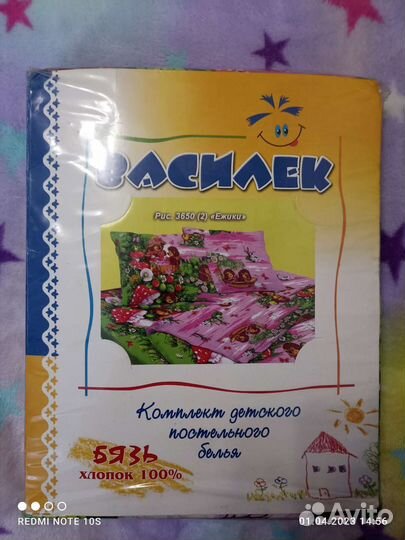 ВАСИЛЕК
Рис. 3650 (2) «Ежики»
Комплект детского
постельного
белья
БЯЗЬ
ХЛОПОК 100%
REDMI NOTE 10S
01.04.2023 14:56
Avito